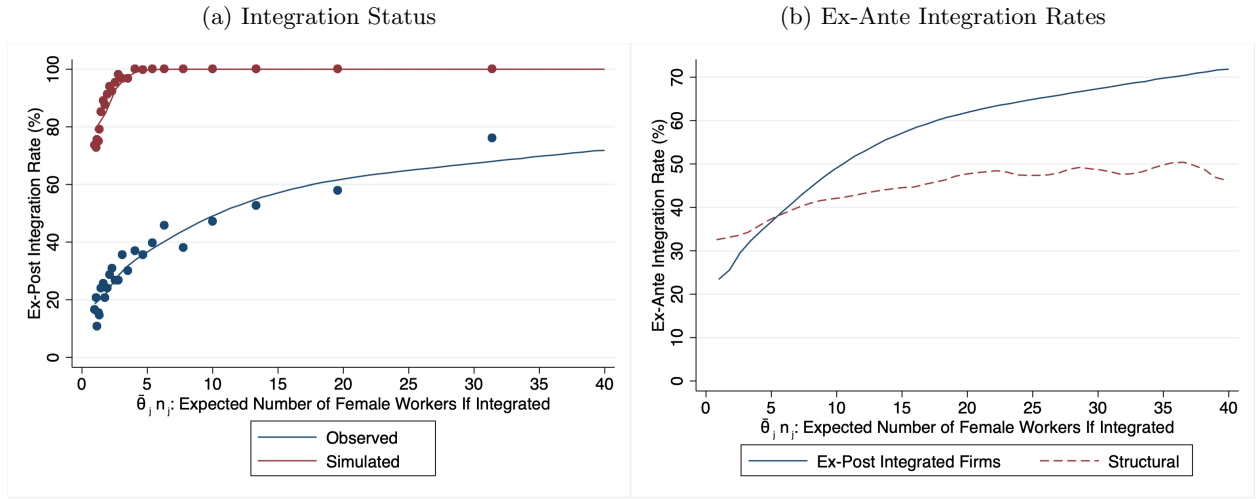 (a) Integration Status
Ex-Post Integration Rate (%)
100
80
60
40
20
0
0 5 10 15 20 25 30 35 40
θ̄ j n j: Expected Number of Female Workers If Integrated
Observed
Simulated
(b) Ex-Ante Integration Rates
Ex-Ante Integration Rate (%)
70
60
50
40
30
20
10
0
0 5 10 15 20 25 30 35 40
θ̄ j n j: Expected Number of Female Workers If Integrated
Ex-Post Integrated Firms Structural